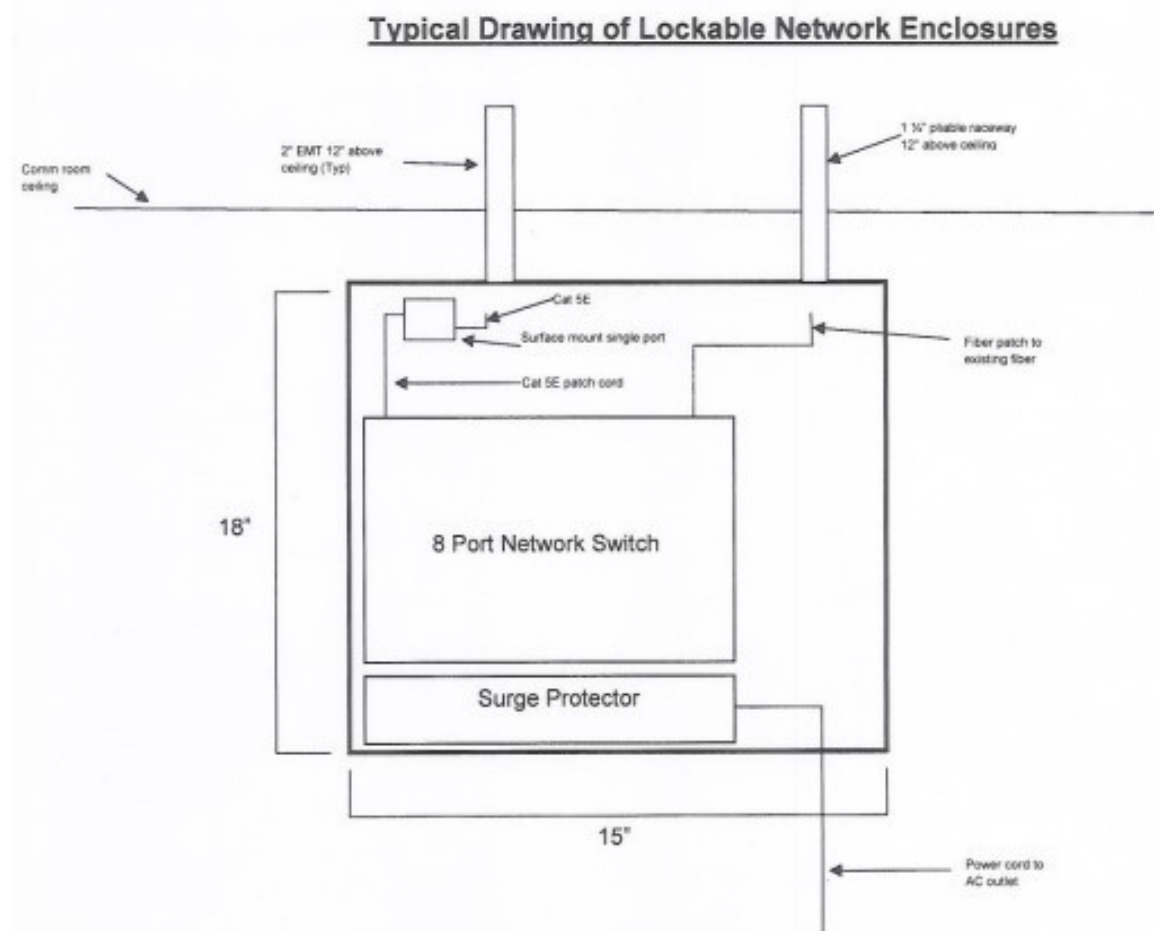 Typical Drawing of Lockable Network Enclosures
2" EMT 12" above
ceiling (Typ)
1 ¼" pliable raceway
12" above ceiling
Comm room
ceiling
Cat 5E
Surface mount single port
Fiber patch to
existing fiber
Cat 5E patch cord
18"
8 Port Network Switch
Surge Protector
15"
Power cord to
AC outlet